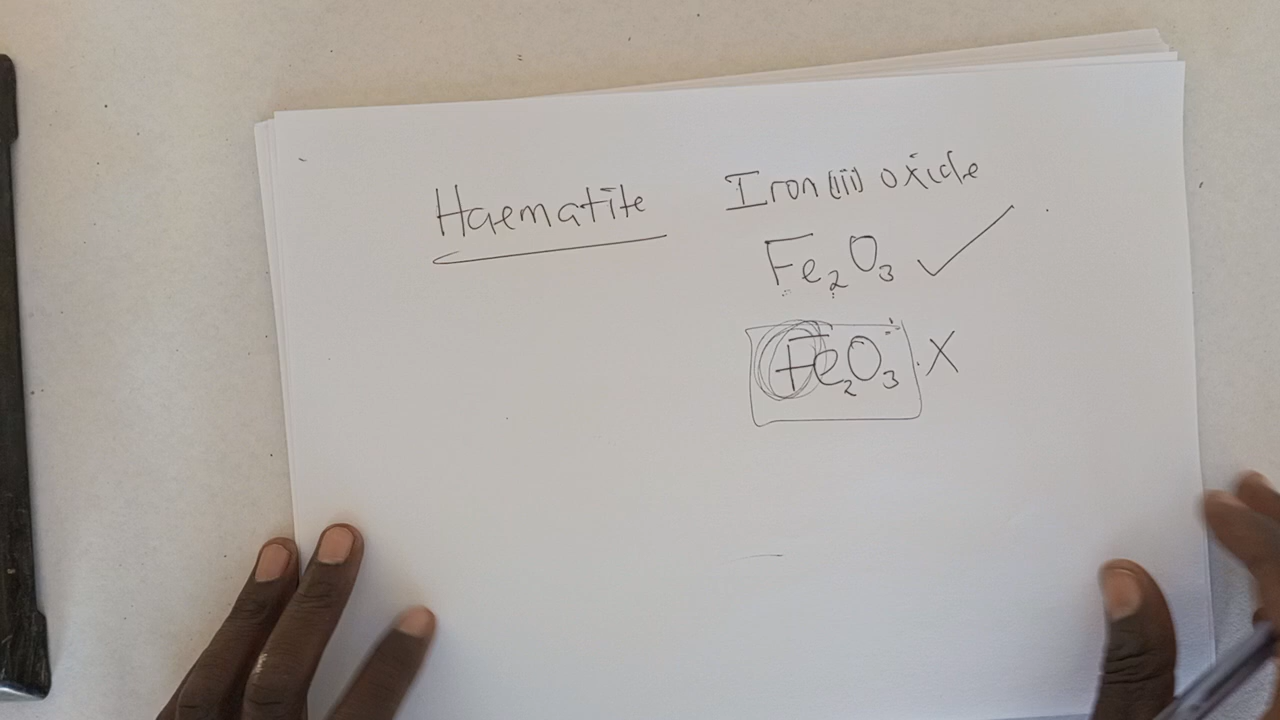 Haematite Iron (iii) oxide
Fe₂O₃ ✓
Fe₂O₃ X